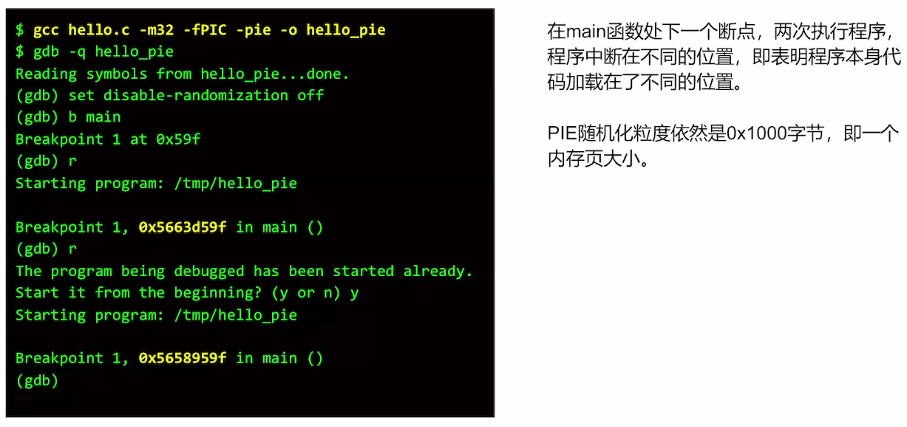 $ gcc hello.c -m32 -fPIC -pie -o hello_pie
$ gdb -q hello_pie
Reading symbols from hello_pie...done.
(gdb) set disable-randomization off
(gdb) b main
Breakpoint 1 at 0x59f
(gdb) r
Starting program: /tmp/hello_pie
Breakpoint 1, 0x5663d59f in main ()
(gdb) r
The program being debugged has been started already.
Start it from the beginning? (y or n) y
Starting program: /tmp/hello_pie
Breakpoint 1, 0x5658959f in main ()
(gdb)
在main函数处下一个断点，两次执行程序，
程序中断在不同的位置，即表明程序本身代
码加载在了不同的位置。
PIE随机化粒度依然是0x1000字节，即一个
内存页大小。